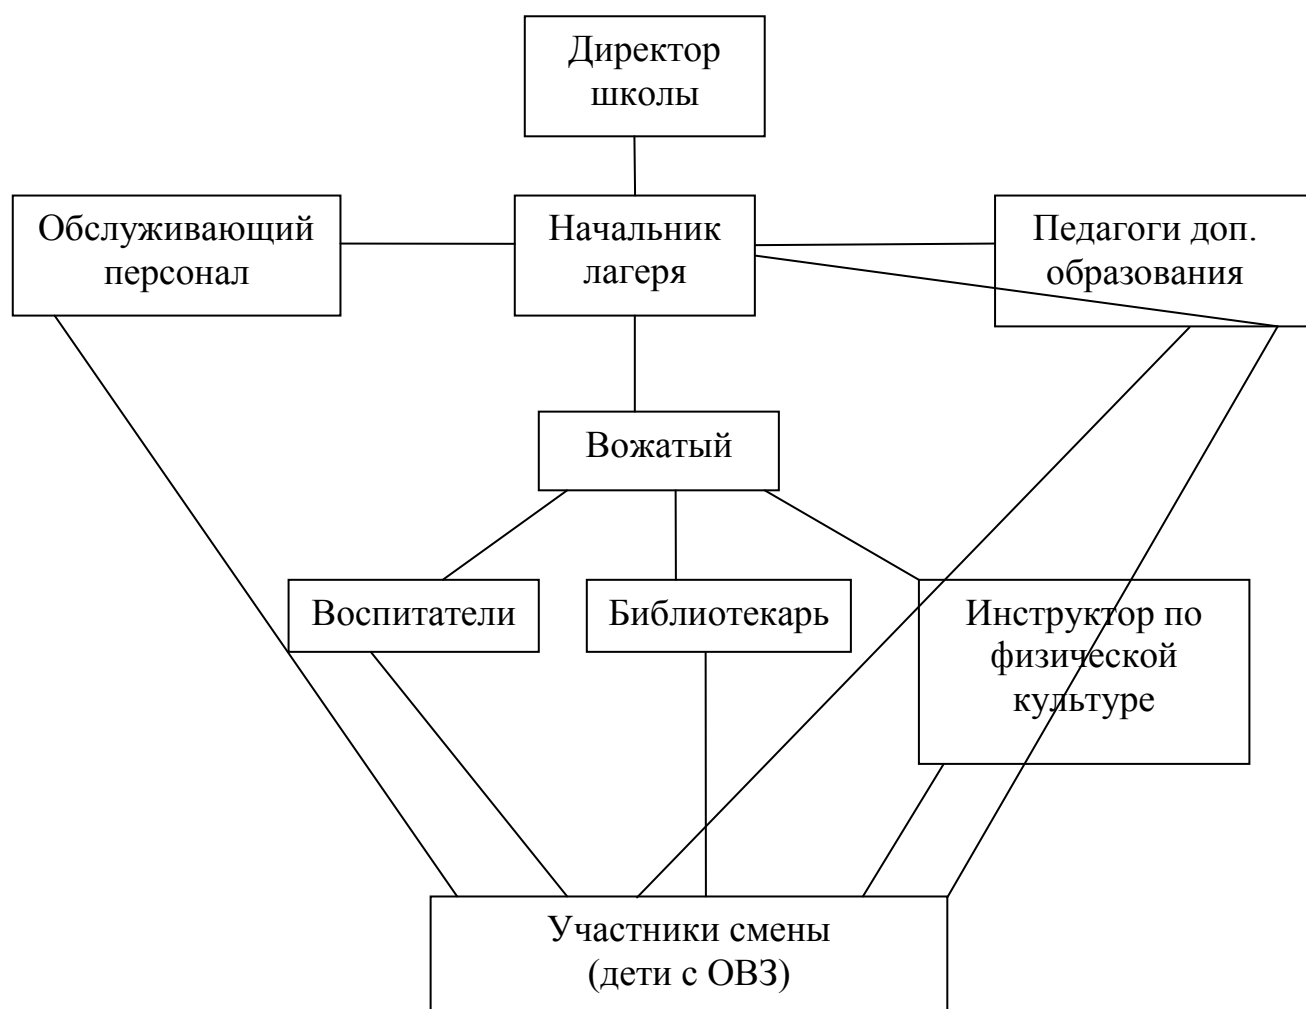 Директор
школы
Обслуживающий
персонал
Начальник
лагеря
Педагоги доп.
образования
Вожатый
Воспитатели
Библиотекарь
Инструктор по
физической
культуре
Участники смены
(дети с ОВЗ)